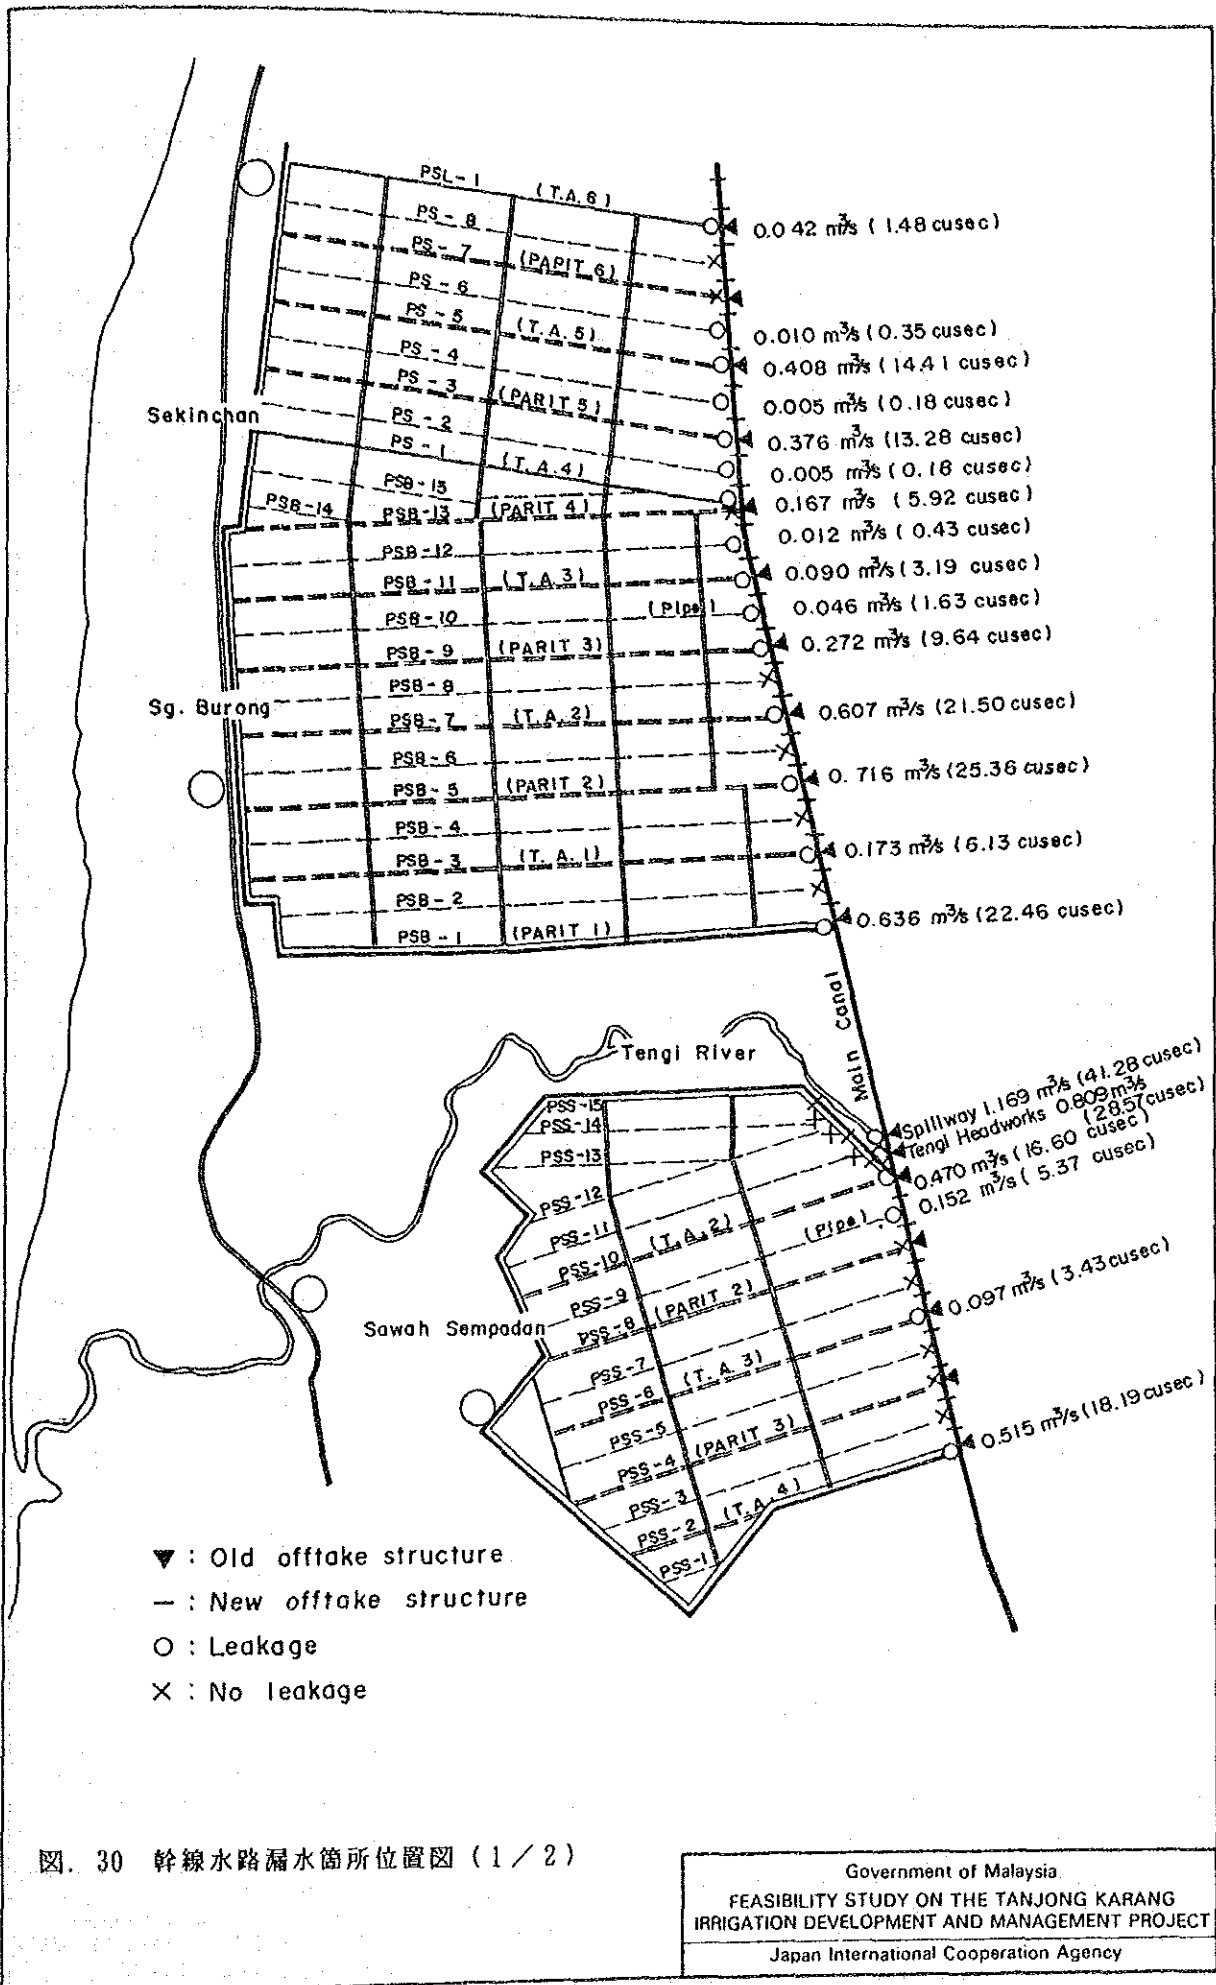 PSL-1 (T.A.6)
0.042 m³/s (1.48 cusec)
PS-8
PS-7 (PARIT 6)
PS-6
0.010 m³/s (0.35 cusec)
PS-5 (T.A.5)
0.408 m³/s (14.41 cusec)
PS-4
0.005 m³/s (0.18 cusec)
PS-3 (PARIT 5)
0.376 m³/s (13.28 cusec)
Sekinchan
PS-2
0.005 m³/s (0.18 cusec)
PS-1 (T.A.4)
0.167 m³/s (5.92 cusec)
PSB-15
PSB-14 PSB-13 (PARIT 4)
0.012 m³/s (0.43 cusec)
PSB-12
PSB-11 (T.A.3)
0.090 m³/s (3.19 cusec)
PSB-10 (Pipe)
0.046 m³/s (1.63 cusec)
PSB-9 (PARIT 3)
0.272 m³/s (9.64 cusec)
PSB-8
Sg. Burong
PSB-7 (T.A.2)
0.607 m³/s (21.50 cusec)
PSB-6
PSB-5 (PARIT 2)
0.716 m³/s (25.36 cusec)
PSB-4
PSB-3 (T.A.1)
0.173 m³/s (6.13 cusec)
PSB-2
PSB-1 (PARIT 1)
0.636 m³/s (22.46 cusec)
Main Canal
Tengi River
Spillway 1.169 m³/s (41.28 cusec)
Tengi Headworks 0.809 m³/s
(28.57 cusec)
0.470 m³/s (16.60 cusec)
0.152 m³/s (5.37 cusec)
PSS-15
PSS-14
PSS-13
PSS-12
PSS-11
PSS-10 (T.A.2)
PSS-9 (Pipe)
PSS-8 (PARIT 2)
0.097 m³/s (3.43 cusec)
Sawah Sempadan
PSS-7
PSS-6 (T.A.3)
PSS-5
PSS-4 (PARIT 3)
0.515 m³/s (18.19 cusec)
PSS-3
PSS-2 (T.A.4)
PSS-1
▼ : Old offtake structure
— : New offtake structure
○ : Leakage
× : No leakage
図. 30 幹線水路漏水箇所位置図 (1/2)
Government of Malaysia
FEASIBILITY STUDY ON THE TANJONG KARANG
IRRIGATION DEVELOPMENT AND MANAGEMENT PROJECT
Japan International Cooperation Agency